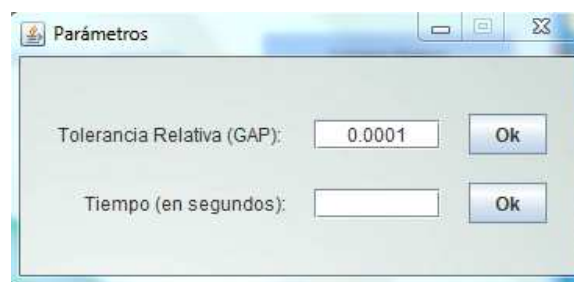 Parámetros
Tolerancia Relativa (GAP): 0.0001 Ok
Tiempo (en segundos): Ok